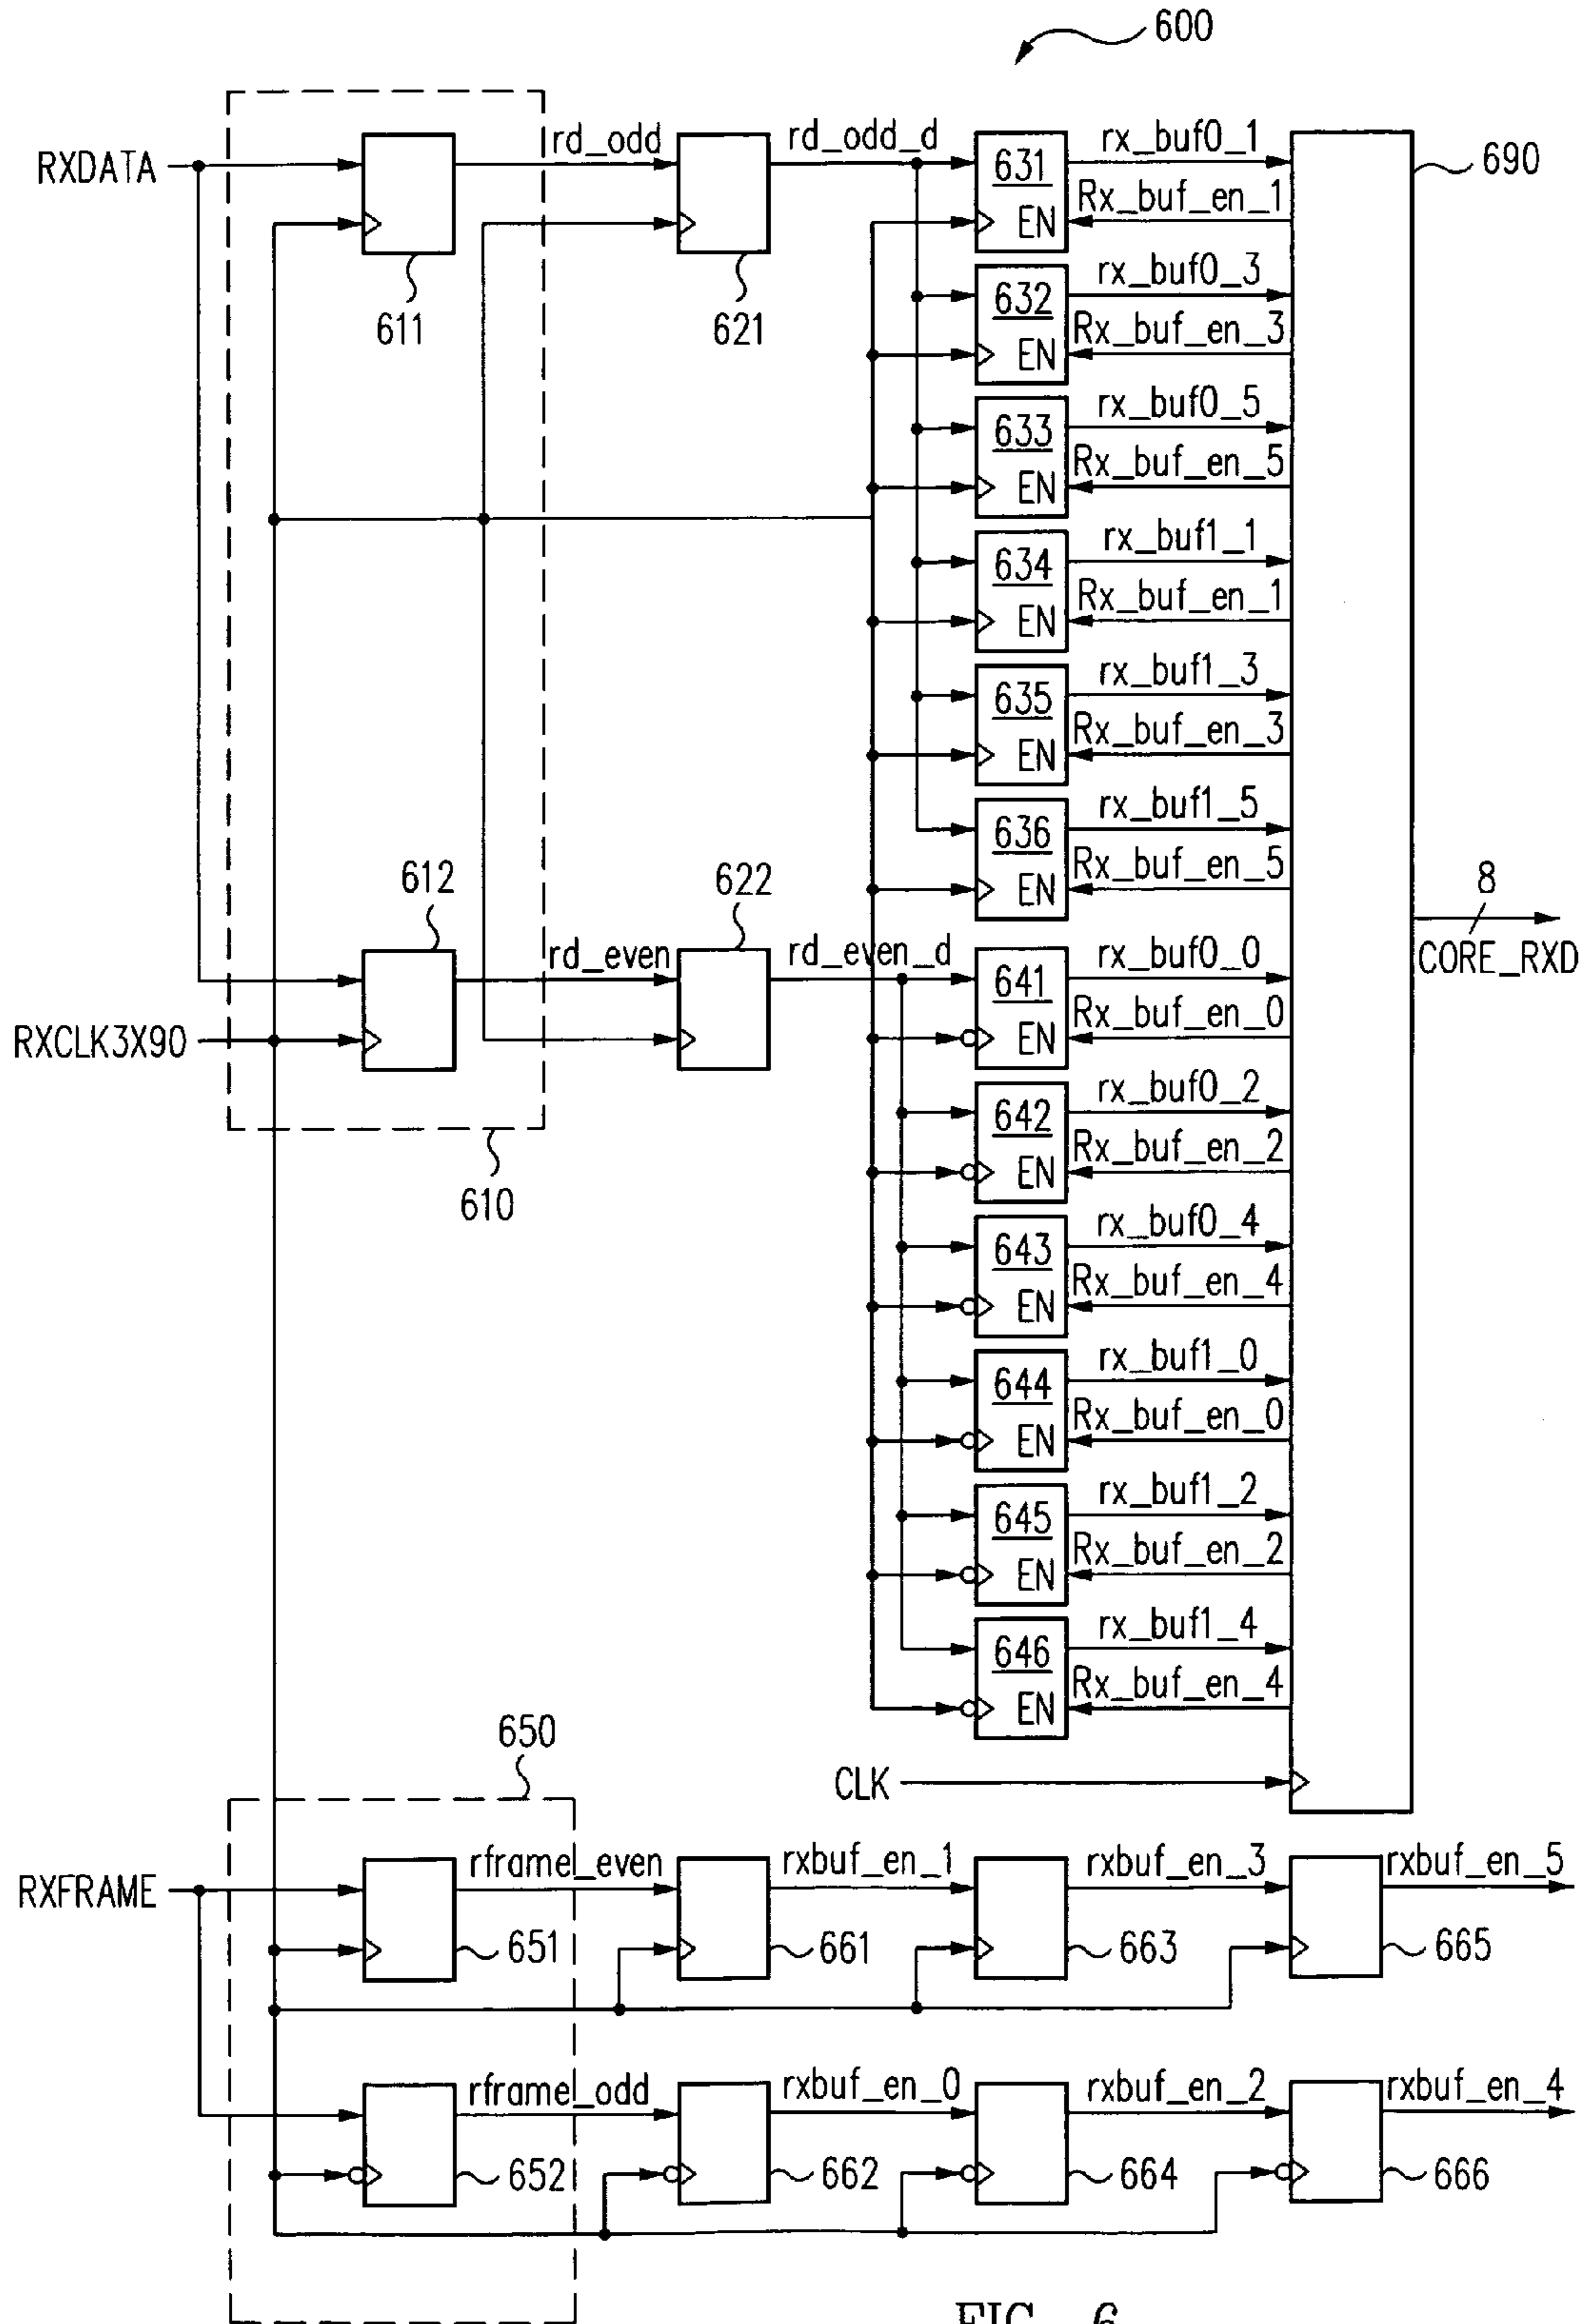 600
RXDATA
rd_odd
rd_odd_d
611
621
631
EN
rx_buf0_1
Rx_buf_en_1
690
632
EN
rx_buf0_3
Rx_buf_en_3
633
EN
rx_buf0_5
Rx_buf_en_5
634
EN
rx_buf1_1
Rx_buf_en_1
635
EN
rx_buf1_3
Rx_buf_en_3
636
EN
rx_buf1_5
Rx_buf_en_5
612
622
8
CORE_RXD
rd_even
rd_even_d
RXCLK3X90
610
641
EN
rx_buf0_0
Rx_buf_en_0
642
EN
rx_buf0_2
Rx_buf_en_2
643
EN
rx_buf0_4
Rx_buf_en_4
644
EN
rx_buf1_0
Rx_buf_en_0
645
EN
rx_buf1_2
Rx_buf_en_2
646
EN
rx_buf1_4
Rx_buf_en_4
650
CLK
RXFRAME
rframel_even
rxbuf_en_1
rxbuf_en_3
rxbuf_en_5
651
661
663
665
rframel_odd
rxbuf_en_0
rxbuf_en_2
rxbuf_en_4
652
662
664
666
FIG. 6